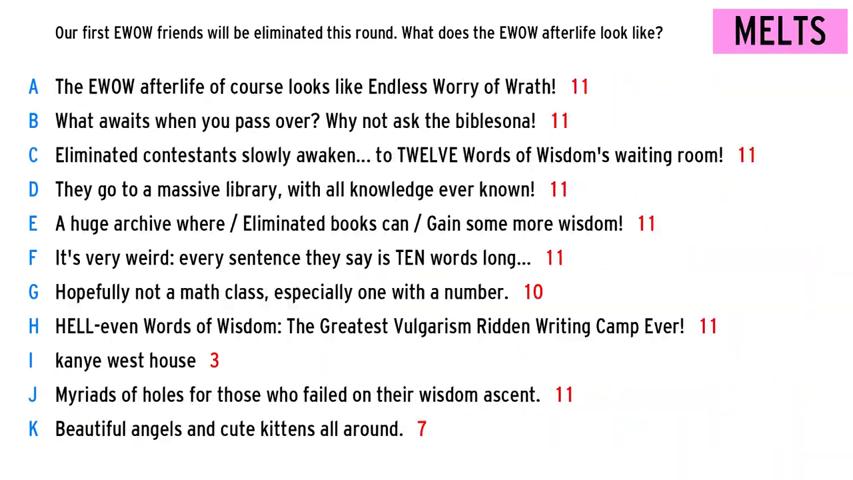 Our first EWOW friends will be eliminated this round. What does the EWOW afterlife look like?
MELTS
A The EWOW afterlife of course looks like Endless Worry of Wrath! 11
B What awaits when you pass over? Why not ask the biblesona! 11
C Eliminated contestants slowly awaken... to TWELVE Words of Wisdom's waiting room! 11
D They go to a massive library, with all knowledge ever known! 11
E A huge archive where / Eliminated books can / Gain some more wisdom! 11
F It's very weird: every sentence they say is TEN words long... 11
G Hopefully not a math class, especially one with a number. 10
H HELL-even Words of Wisdom: The Greatest Vulgarism Ridden Writing Camp Ever! 11
I kanye west house 3
J Myriads of holes for those who failed on their wisdom ascent. 11
K Beautiful angels and cute kittens all around. 7